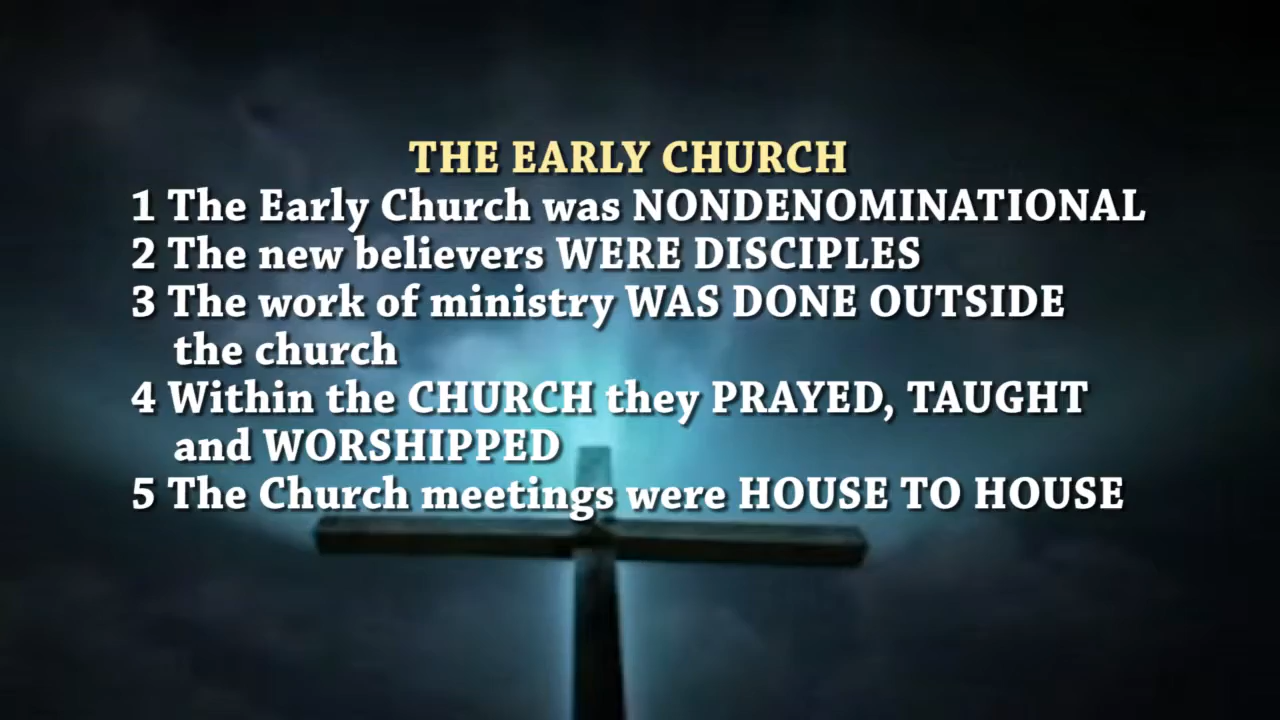 THE EARLY CHURCH
1 The Early Church was NONDENOMINATIONAL
2 The new believers WERE DISCIPLES
3 The work of ministry WAS DONE OUTSIDE
the church
4 Within the CHURCH they PRAYED, TAUGHT
and WORSHIPPED
5 The Church meetings were HOUSE TO HOUSE